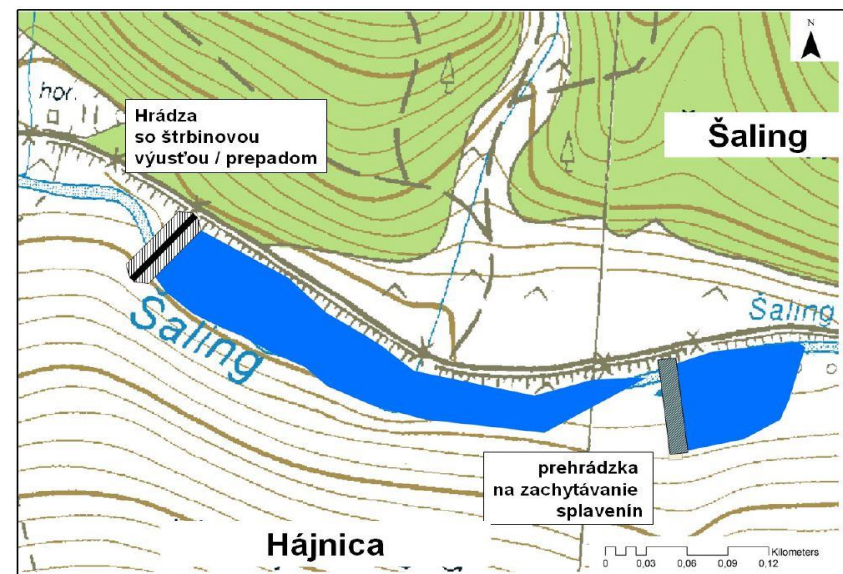 N
hor.
Hrádza
so štrbinovou
výusťou / prepadom
Šaling
Šaling
Šaling
prehrádzka
na zachytávanie
splavenín
Hájnica
Kilometers
0 0,03 0,06 0,09 0,12